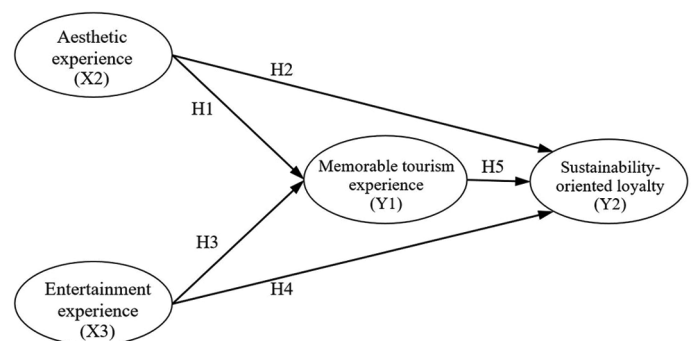 Aesthetic
experience
(X2)
H2
H1
Memorable tourism
experience
(Y1)
H5
Sustainability-
oriented loyalty
(Y2)
H3
H4
Entertainment
experience
(X3)